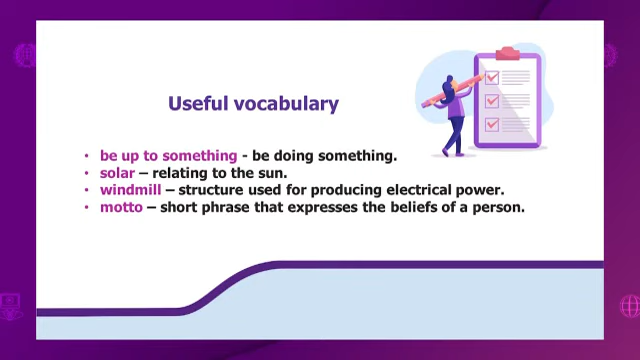 Useful vocabulary
• be up to something - be doing something.
• solar – relating to the sun.
• windmill – structure used for producing electrical power.
• motto – short phrase that expresses the beliefs of a person.